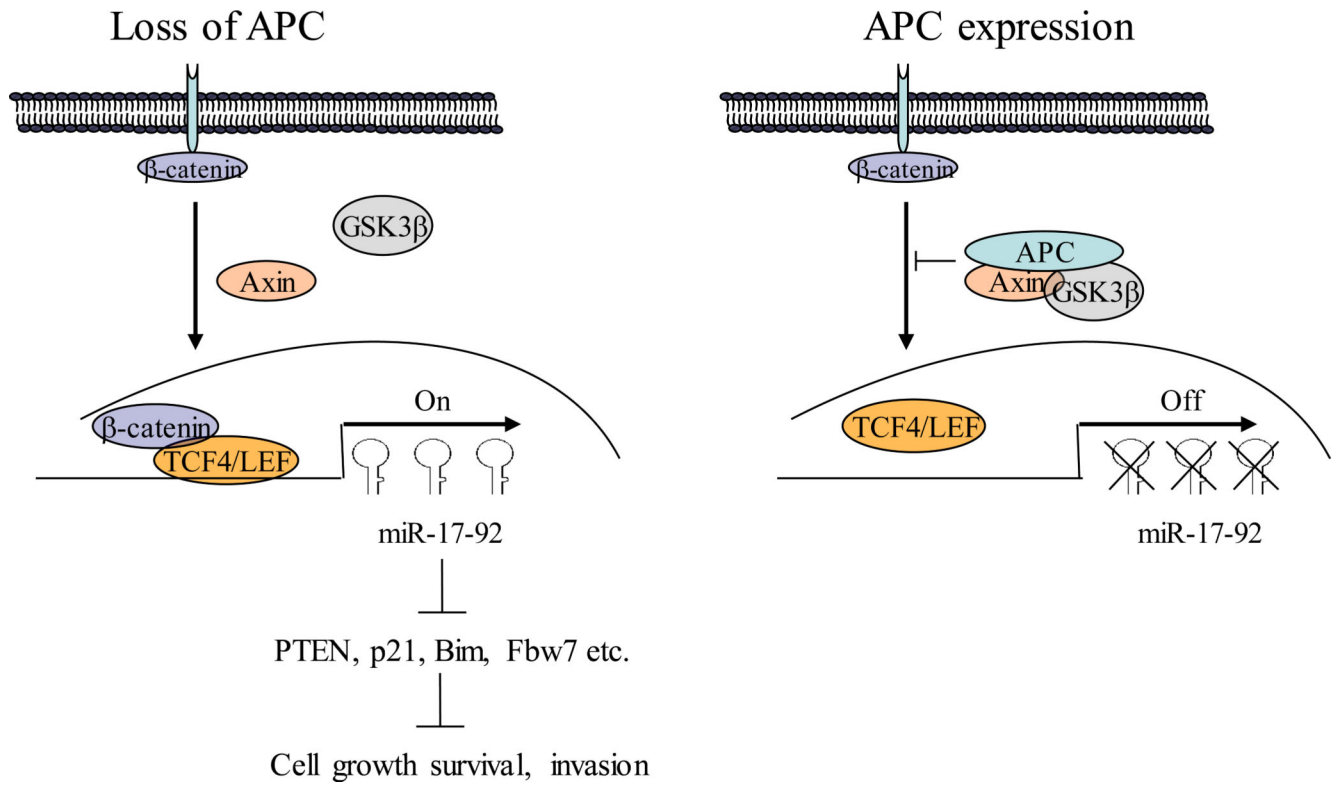 Loss of APC
β-catenin
GSK3β
Axin
β-catenin
TCF4/LEF
On
miR-17-92
PTEN, p21, Bim, Fbw7 etc.
Cell growth survival, invasion
APC expression
β-catenin
APC
Axin
GSK3β
TCF4/LEF
Off
miR-17-92